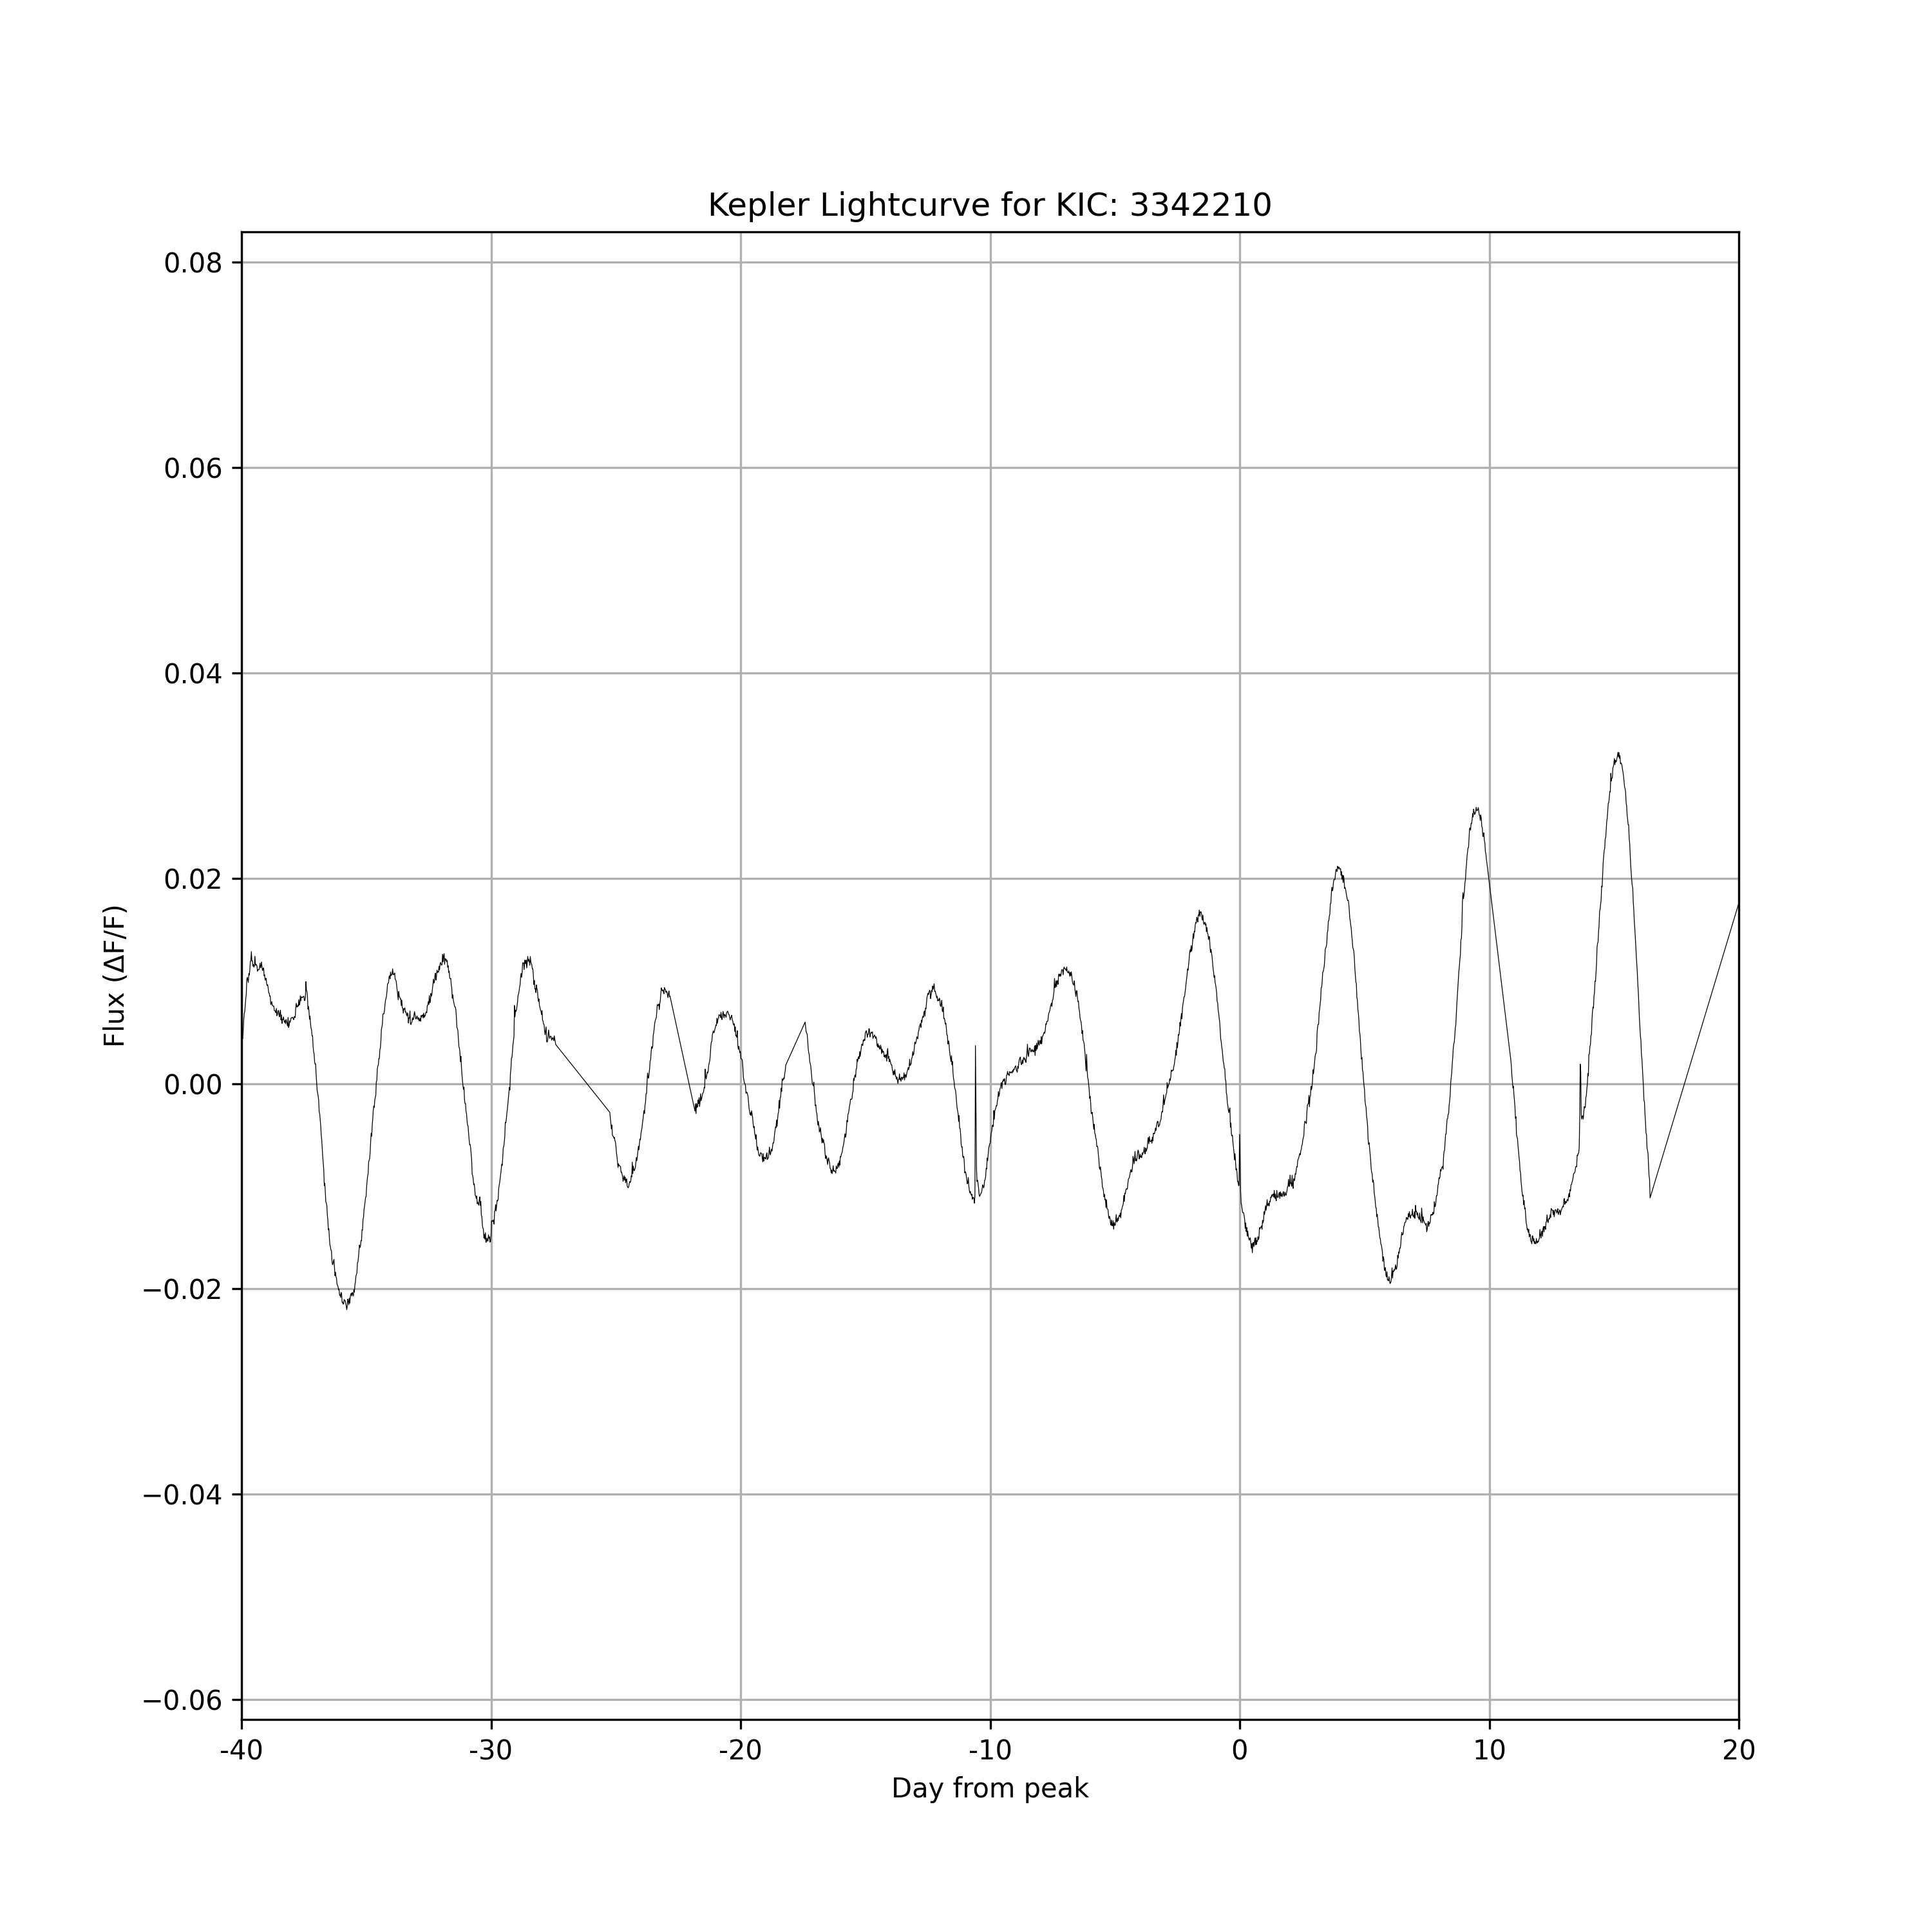 Kepler Lightcurve for KIC: 3342210
0.08
0.06
0.04
0.02
0.00
−0.02
−0.04
−0.06
Flux (ΔF/F)
-40 -30 -20 -10 0 10 20
Day from peak